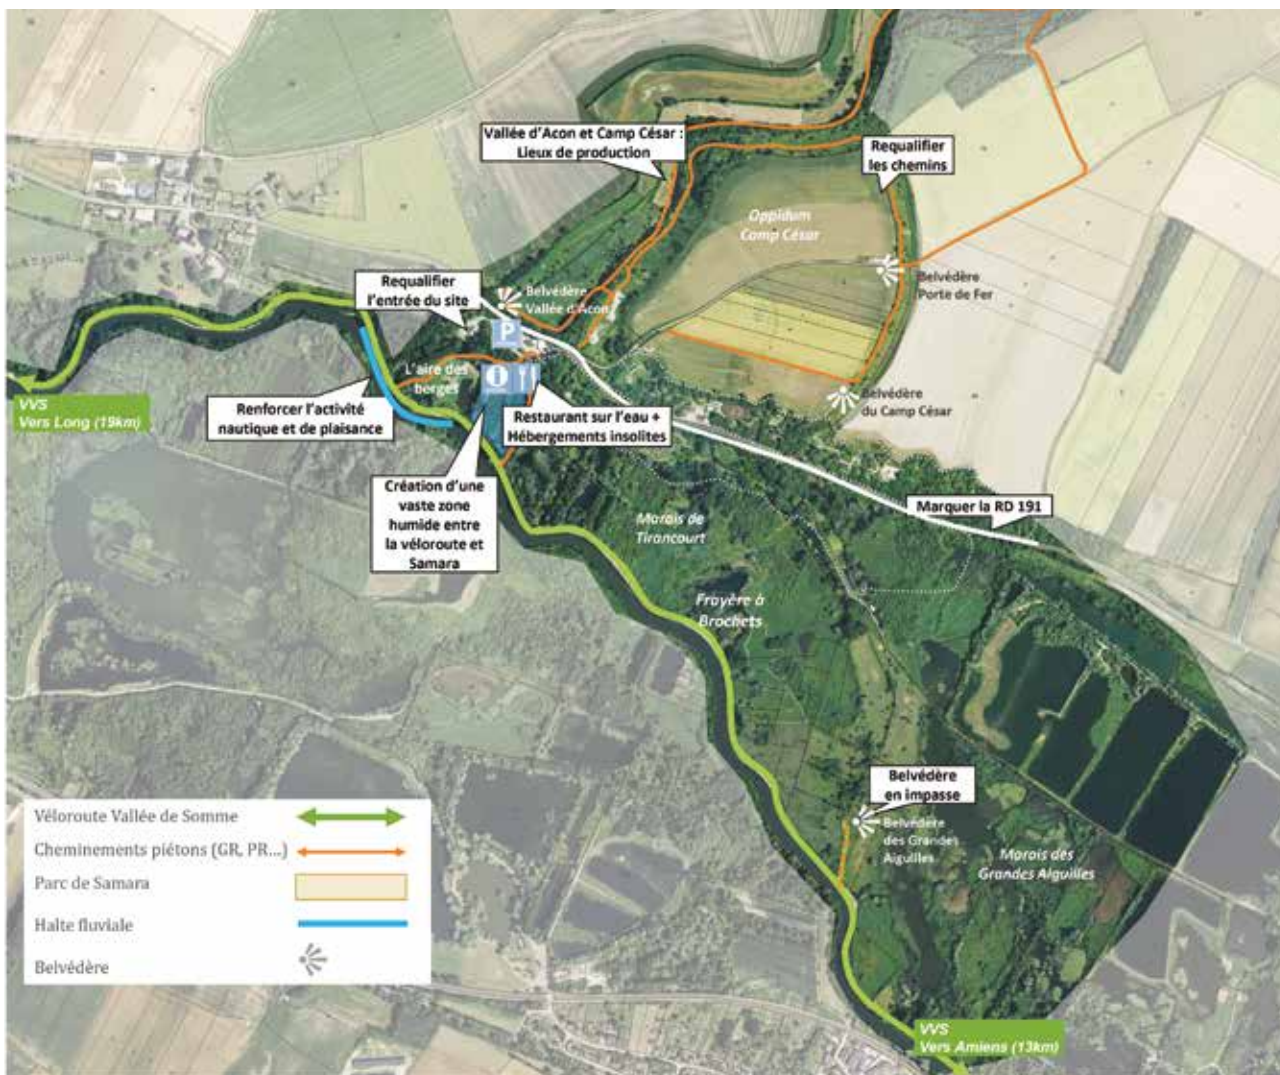 Vallée d'Acon et Camp César :
Lieux de production
Requalifier
les chemins
Oppidum
Camp César
Belvédère
Porte de Fer
Requalifier
l'entrée du site
Belvédère
Vallée d'Acon
P
L'aire des
berges
i
VVS
Vers Long (19km)
Renforcer l'activité
nautique et de plaisance
Restaurant sur l'eau +
Hébergements insolites
Belvédère
du Camp César
Création d'une
vaste zone
humide entre
la véloroute et
Samara
Marquer la RD 191
Marais de
Tirancourt
Frayère à
Brochets
Belvédère
en impasse
Belvédère
des Grandes
Aiguilles
Marais des
Grandes Aiguilles
Véloroute Vallée de Somme
Cheminements piétons (GR, PR...)
Parc de Samara
Halte fluviale
Belvédère
VVS
Vers Amiens (13km)